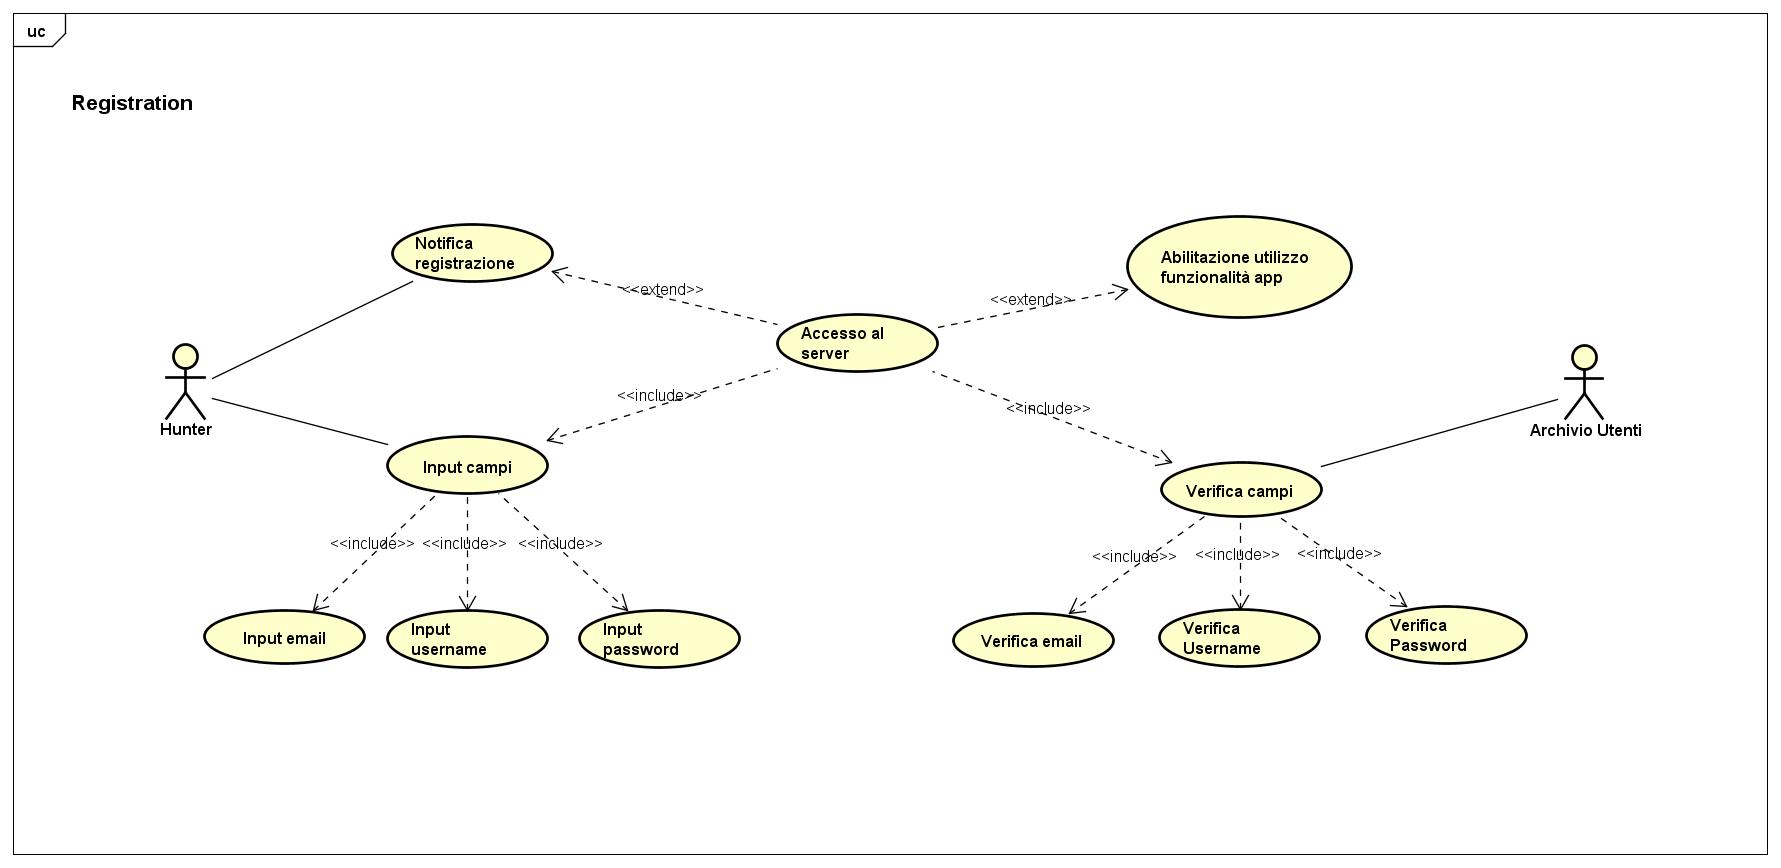 uc
Registration
Notifica
registrazione
Abilitazione utilizzo
funzionalità app
<<extend>>
<<extend>>
Accesso al
server
Hunter
Archivio Utenti
<<include>>
<<include>>
Input campi
Verifica campi
<<include>>
<<include>>
<<include>>
<<include>>
<<include>>
<<include>>
Input email
Input
username
Input
password
Verifica email
Verifica
Username
Verifica
Password